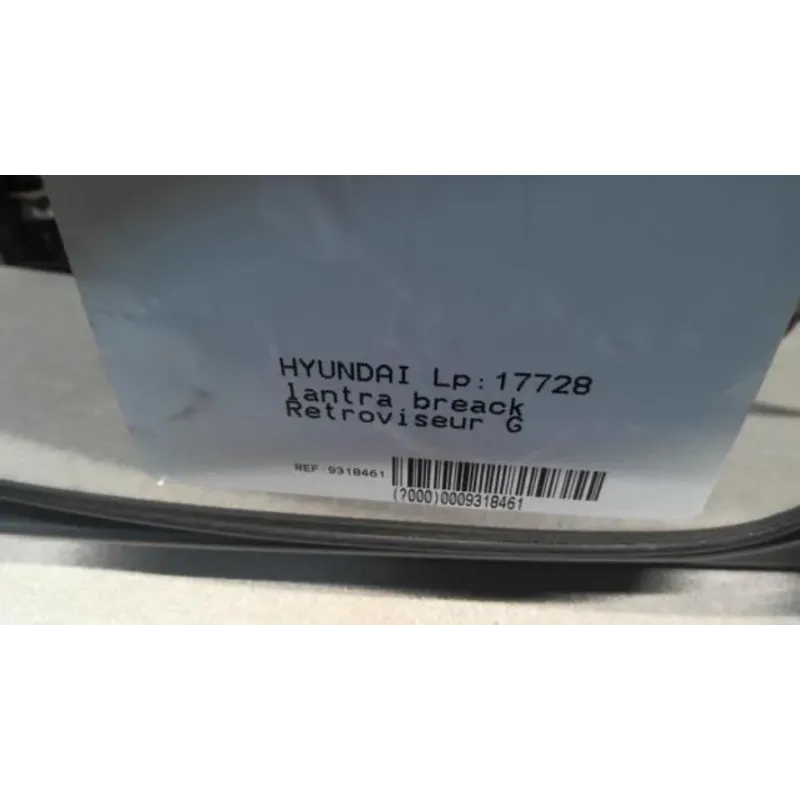 HYUNDAI Lp:17728
lantra breack
Retroviseur G
REF 9318461
(?000)0009318461